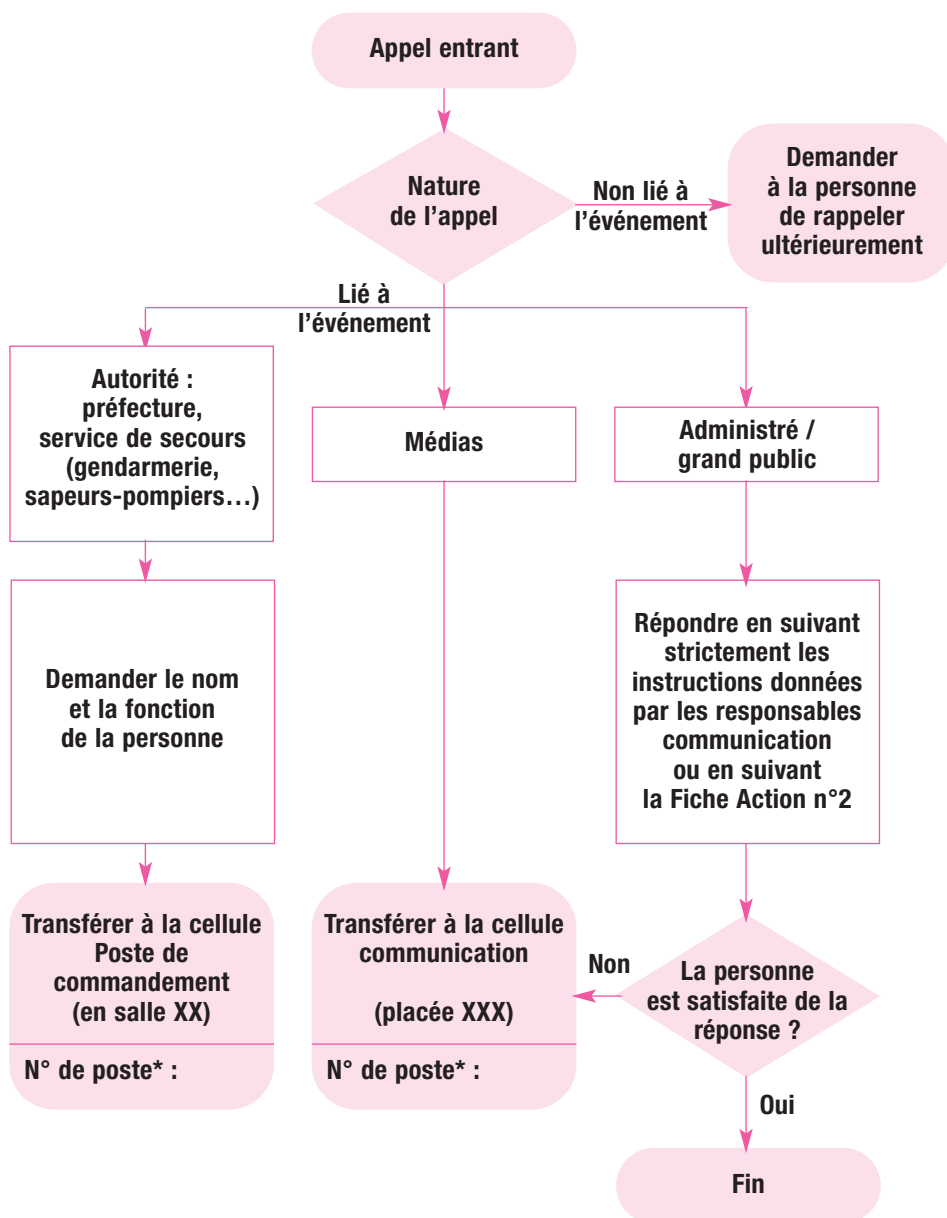 Appel entrant
Nature
de l’appel
Non lié à
l’événement
Demander
à la personne
de rappeler
ultérieurement
Lié à
l’événement
Autorité :
préfecture,
service de secours
(gendarmerie,
sapeurs-pompiers…)
Médias
Administré /
grand public
Demander le nom
et la fonction
de la personne
Répondre en suivant
strictement les
instructions données
par les responsables
communication
ou en suivant
la Fiche Action n°2
Transférer à la cellule
Poste de
commandement
(en salle XX)
N° de poste* :
Transférer à la cellule
communication
(placée XXX)
N° de poste* :
Non
La personne
est satisfaite de la
réponse ?
Oui
Fin